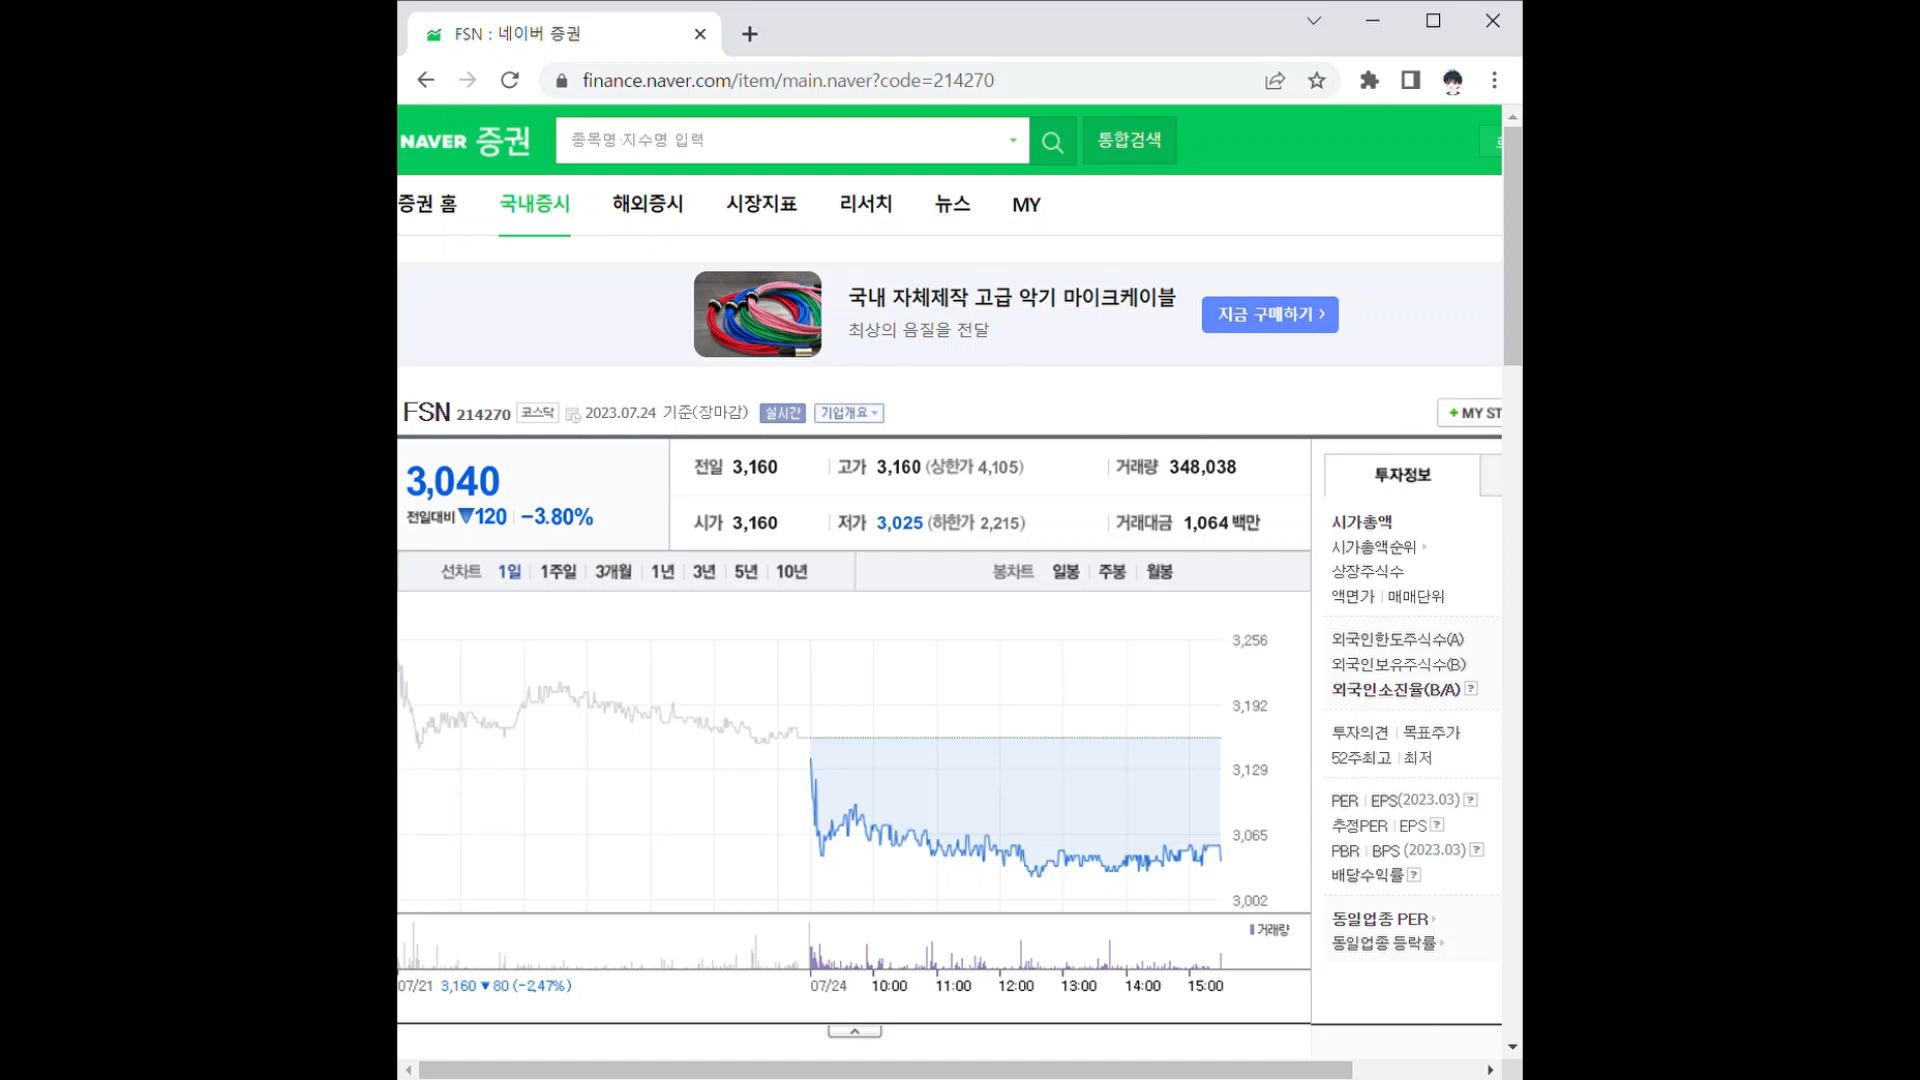 FSN : 네이버 증권
finance.naver.com/item/main.naver?code=214270
NAVER 증권
종목명·지수명 입력
통합검색
증권 홈 국내증시 해외증시 시장지표 리서치 뉴스 MY
국내 자체제작 고급 악기 마이크케이블
최상의 음질을 전달
지금 구매하기 >
FSN 214270 코스닥 2023.07.24 기준(장마감) 실시간 기업개요
+ MY ST
3,040
전일대비 ▼120 | -3.80%
전일 3,160 고가 3,160 (상한가 4,105) 거래량 348,038
시가 3,160 저가 3,025 (하한가 2,215) 거래대금 1,064 백만
선차트 1일 1주일 3개월 1년 3년 5년 10년
봉차트 일봉 주봉 월봉
3,256
3,192
3,129
3,065
3,002
거래량
07/21 3,160 ▼80 (-2.47%)
07/24 10:00 11:00 12:00 13:00 14:00 15:00
투자정보
시가총액
시가총액순위
상장주식수
액면가 | 매매단위
외국인한도주식수(A)
외국인보유주식수(B)
외국인소진율(B/A) ?
투자의견 | 목표주가
52주최고 | 최저
PER | EPS(2023.03) ?
추정PER | EPS ?
PBR | BPS (2023.03) ?
배당수익률 ?
동일업종 PER
동일업종 등락률